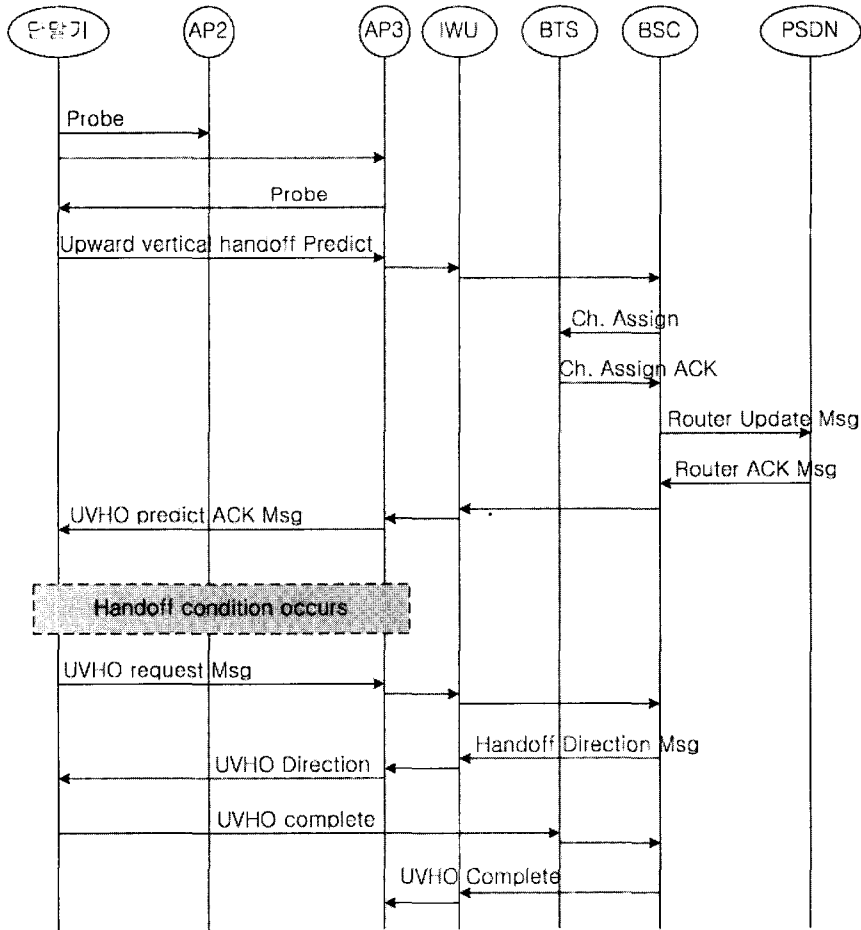 단말기 AP2 AP3 IWU BTS BSC PSDN
Probe
Probe
Upward vertical handoff Predict
Ch. Assign
Ch. Assign ACK
Router Update Msg
Router ACK Msg
UVHO predict ACK Msg
Handoff condition occurs
UVHO request Msg
Handoff Direction Msg
UVHO Direction
UVHO complete
UVHO Complete